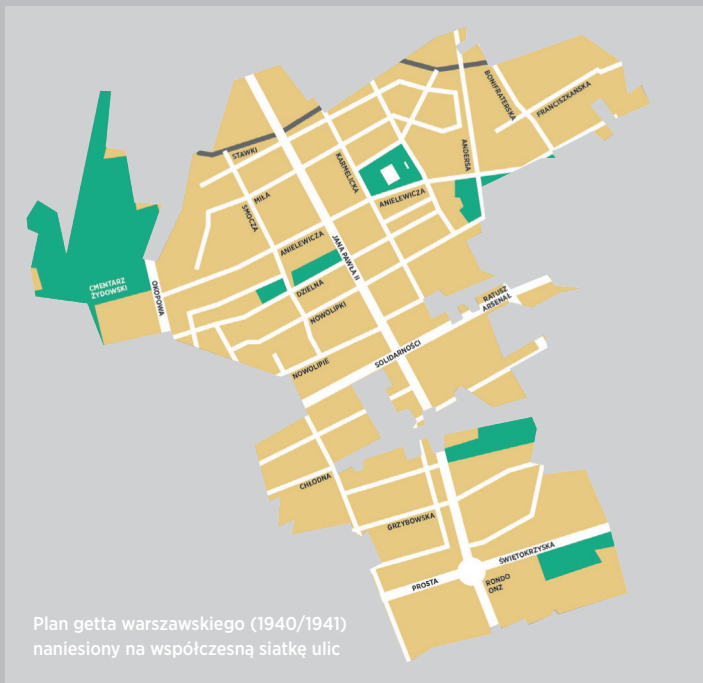 BONIFRATERSKA
FRANCISZKAŃSKA
STAWKI
KARMELICKA
ANDERSA
MIŁA
SMOCZA
ANIELEWICZA
ANIELEWICZA
JANA PAWŁA II
CMENTARZ
ŻYDOWSKI
OKOPOWA
DZIELNA
RATUSZ
ARSENAŁ
NOWOLIPKI
SOLIDARNOŚCI
NOWOLIPIE
CHŁODNA
GRZYBOWSKA
ŚWIĘTOKRZYSKA
PROSTA
RONDO
ONZ
Plan getta warszawskiego (1940/1941)
naniesiony na współczesną siatkę ulic